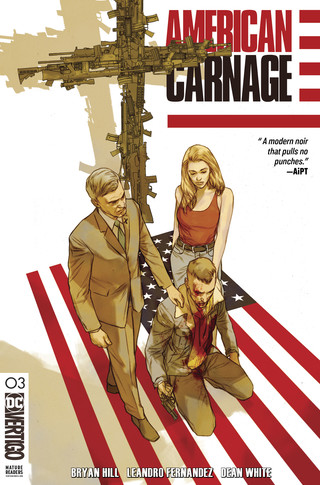 AMERICAN
CARNAGE
“A modern noir
that pulls no
punches.”
—AiPT
03
DC
VERTIGO
MATURE
READERS
BRYAN HILL LEANDRO FERNANDEZ DEAN WHITE